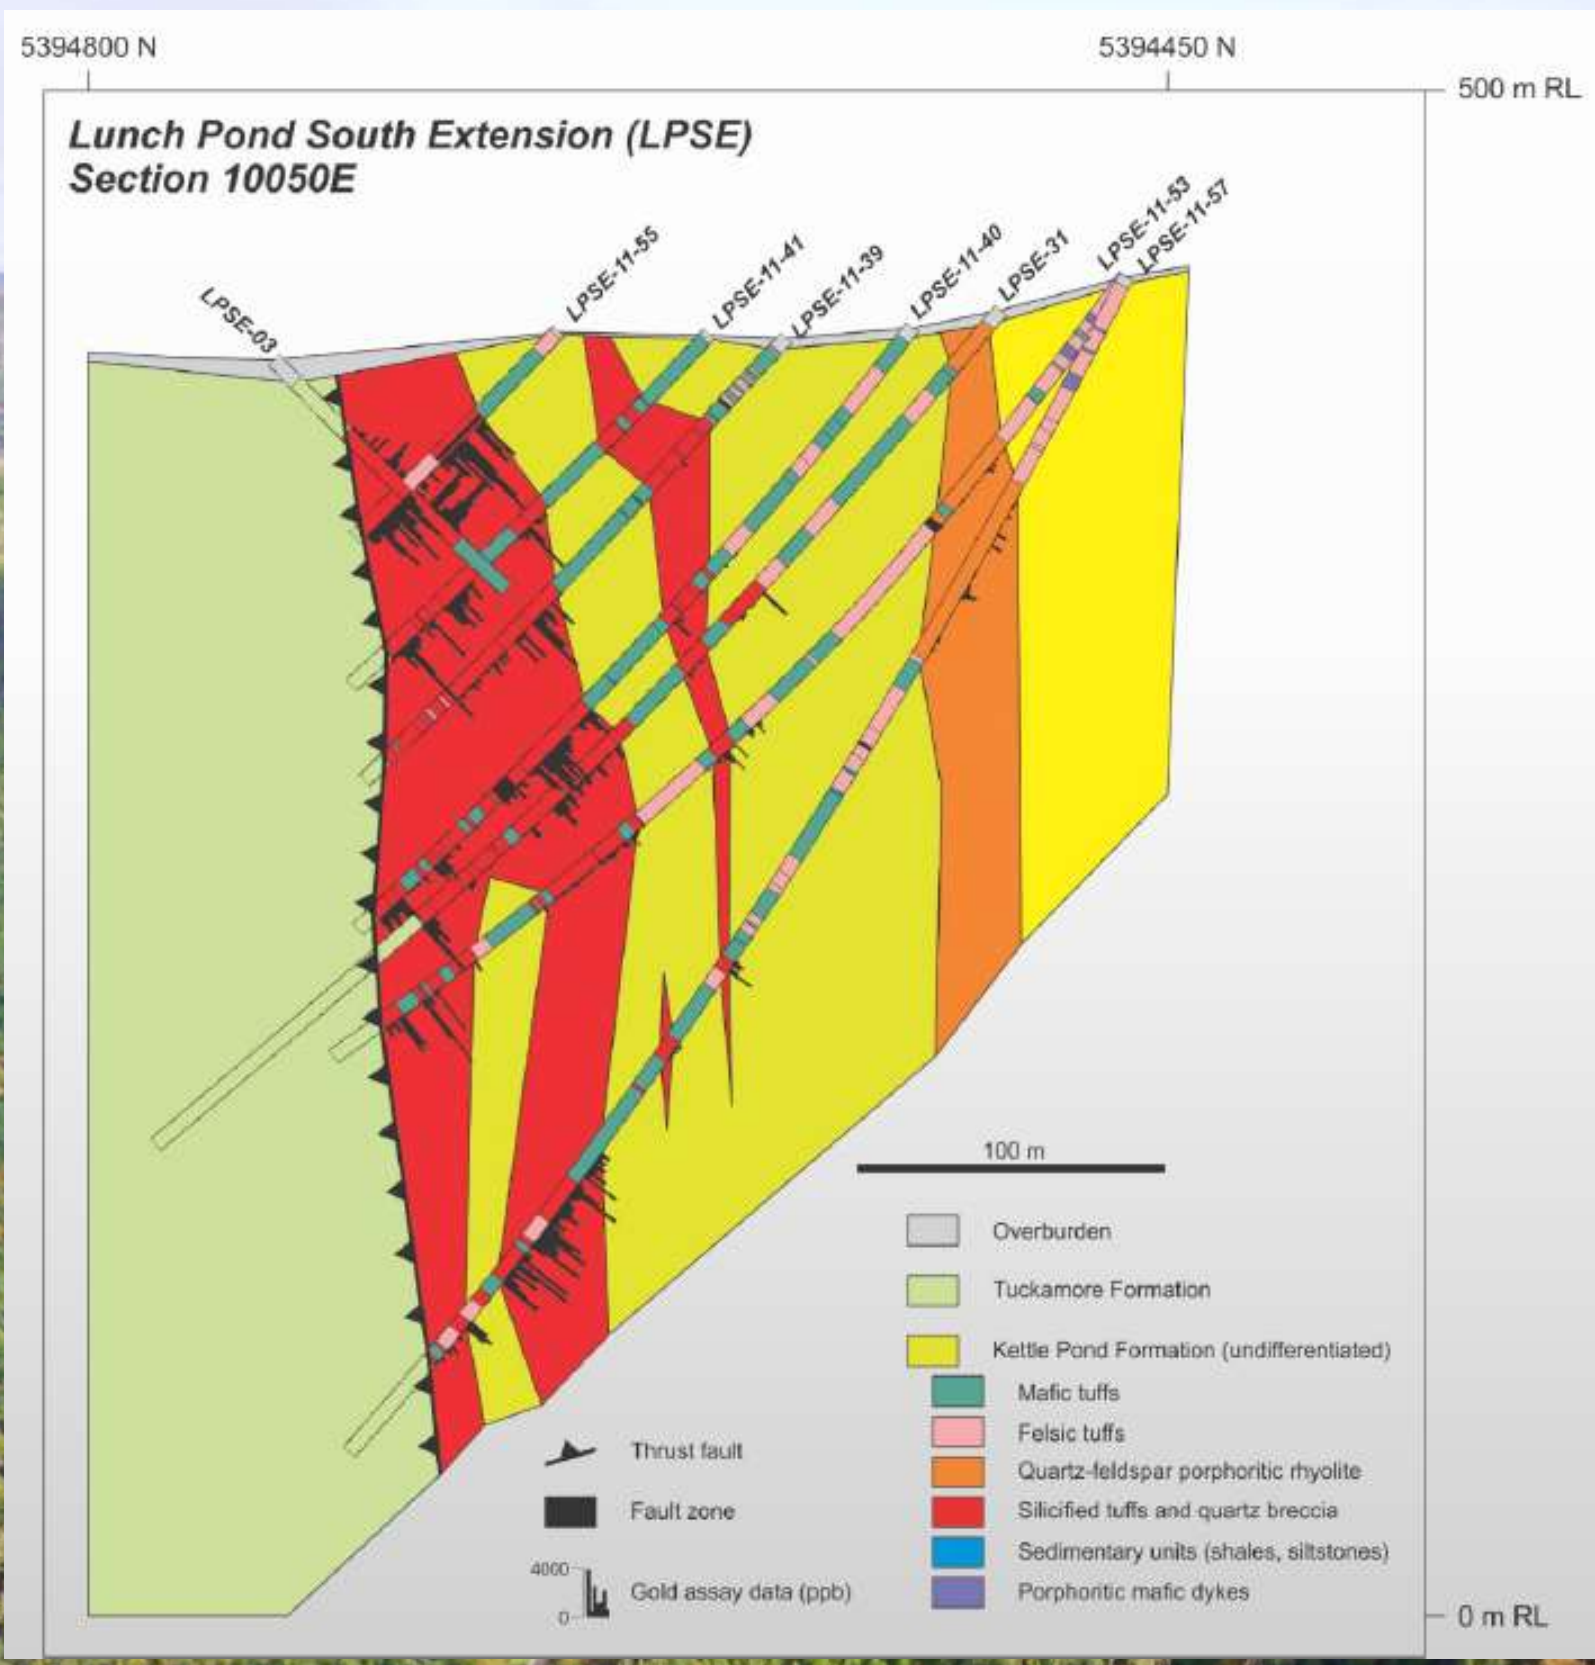 5394800 N
5394450 N
500 m RL
Lunch Pond South Extension (LPSE)
Section 10050E
LPSE-03
LPSE-11-55
LPSE-11-41
LPSE-11-39
LPSE-11-40
LPSE-31
LPSE-11-53
LPSE-11-57
100 m
Overburden
Tuckamore Formation
Kettle Pond Formation (undifferentiated)
Mafic tuffs
Felsic tuffs
Quartz-feldspar porphoritic rhyolite
Silicified tuffs and quartz breccia
Sedimentary units (shales, siltstones)
Porphoritic mafic dykes
Thrust fault
Fault zone
4000
0
Gold assay data (ppb)
0 m RL